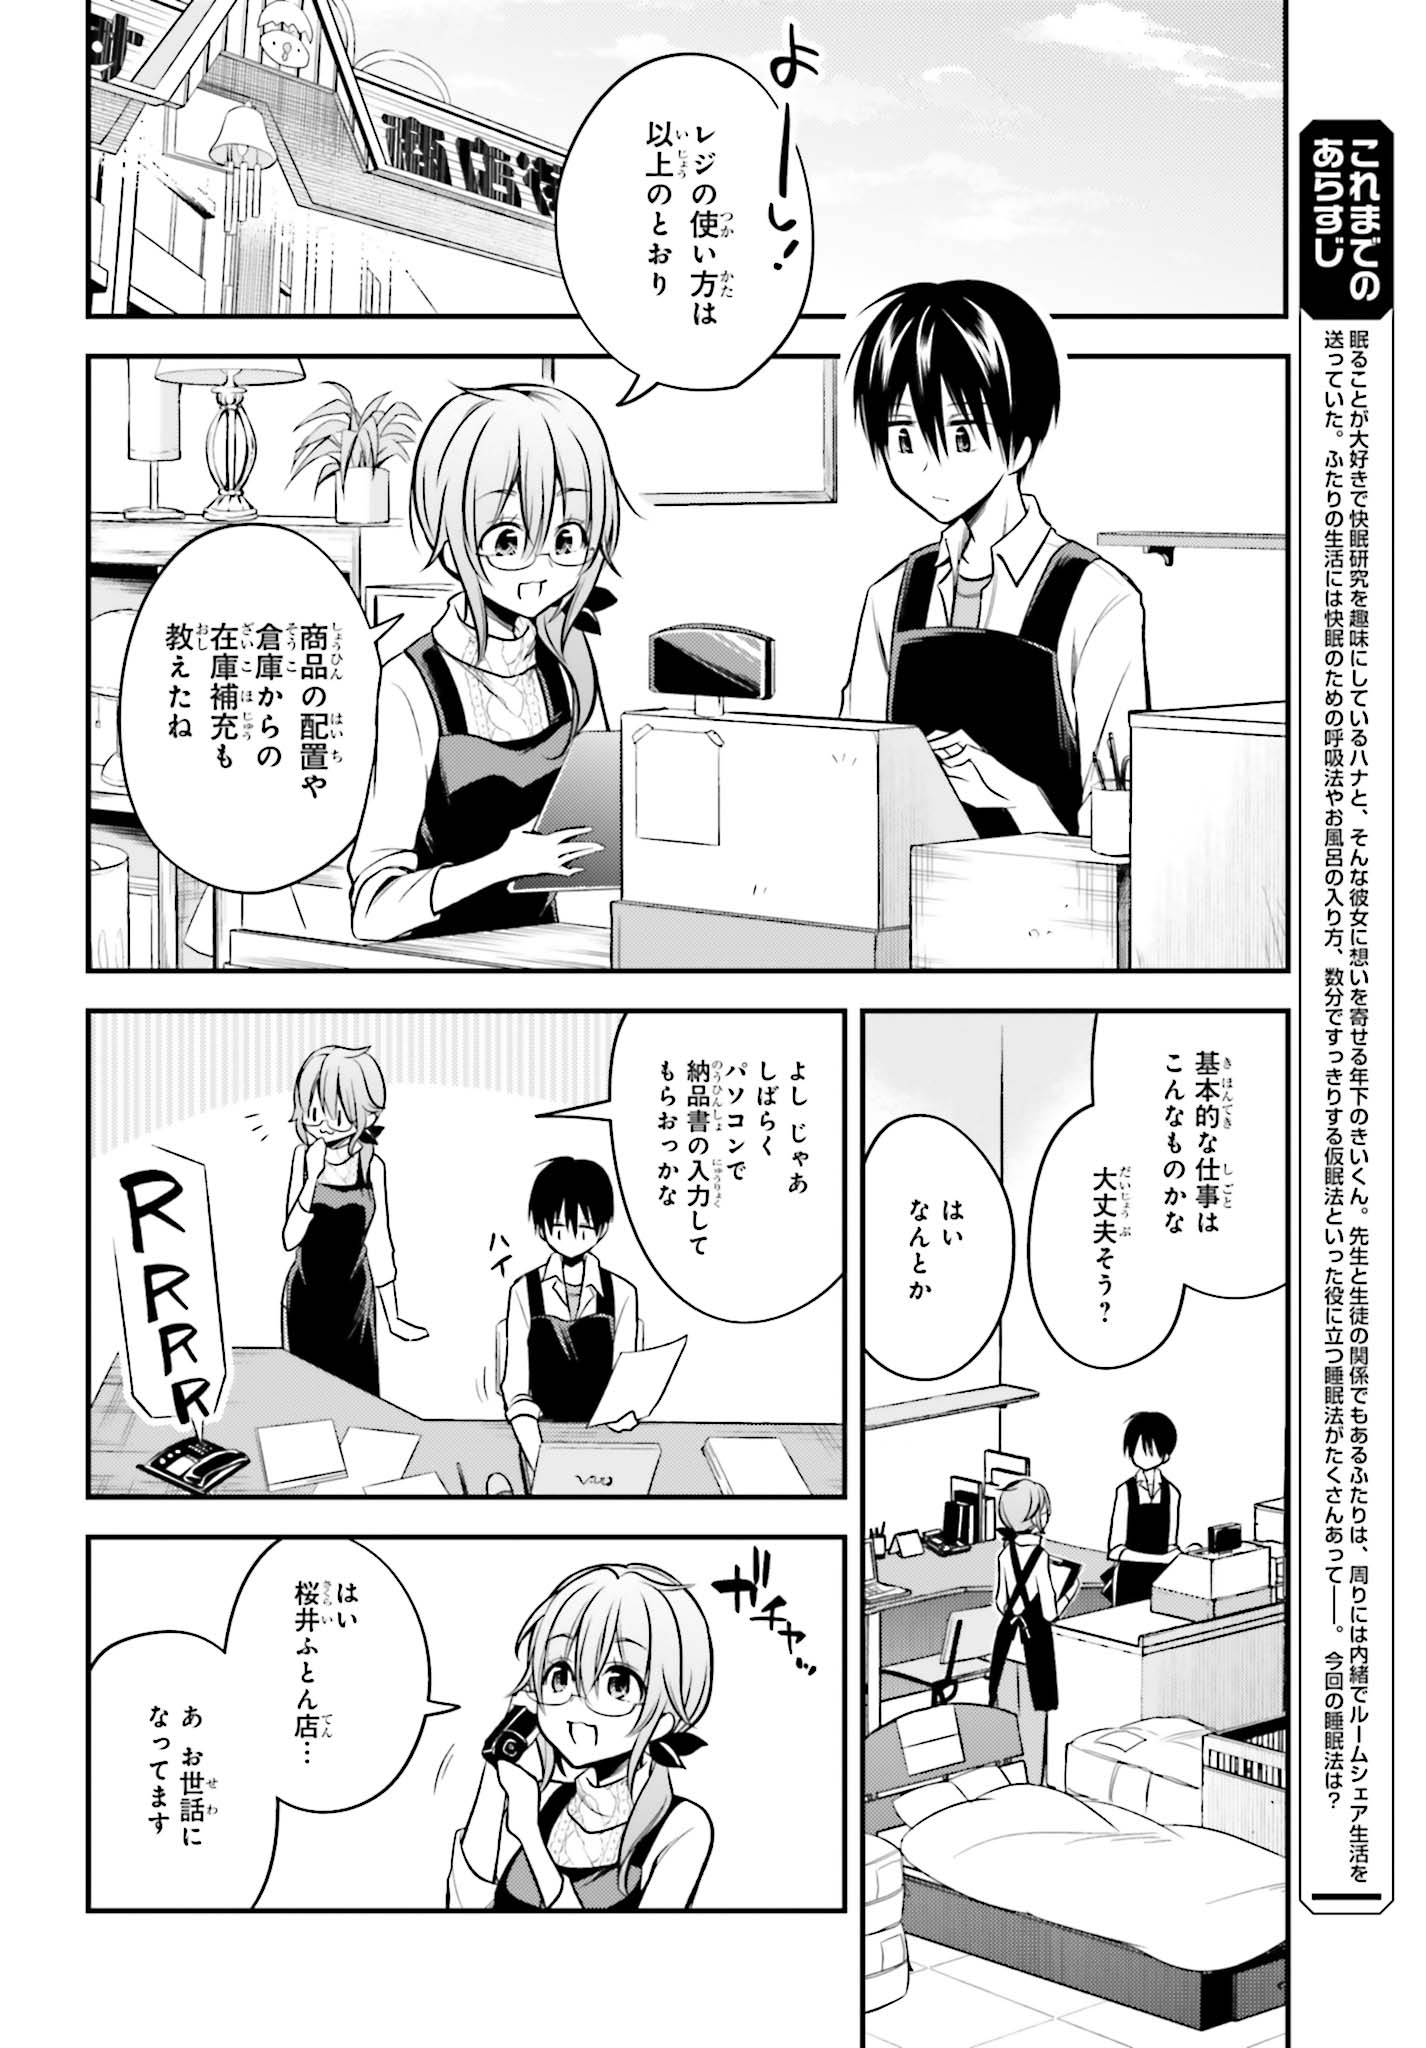 これまでの
あらすじ
眠ることが大好きで快眠研究を趣味にしているハナと、そんな彼女に想いを寄せる年下のきいくん。先生と生徒の関係でもあるふたりは、周りには内緒でルームシェア生活を
送っていた。ふたりの生活には快眠のための呼吸法やお風呂の入り方、数分ですっきりする仮眠法といった役に立つ睡眠法がたくさんあって――。今回の睡眠法は?
よーし!
レジの使い方は
以上のとおり
商品の配置や
倉庫からの
在庫補充も
教えたね
基本的な仕事は
こんなものかな
大丈夫そう?
はい
なんとか
よし じゃあ
しばらく
パソコンで
納品書の入力して
もらおっかな
ハイ
RRRRR
ガチャッ
はい
桜井ふとん店…
あ お世話に
なってます